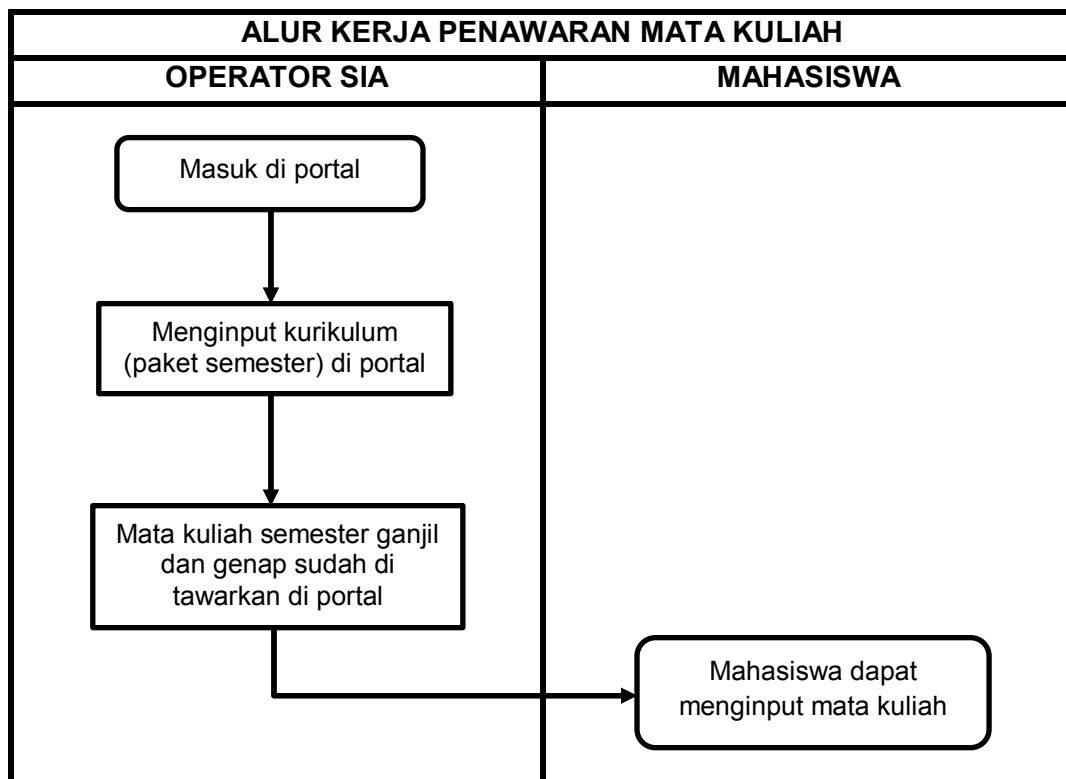 ALUR KERJA PENAWARAN MATA KULIAH
OPERATOR SIA
MAHASISWA
Masuk di portal
Menginput kurikulum
(paket semester) di portal
Mata kuliah semester ganjil
dan genap sudah di
tawarkan di portal
Mahasiswa dapat
menginput mata kuliah